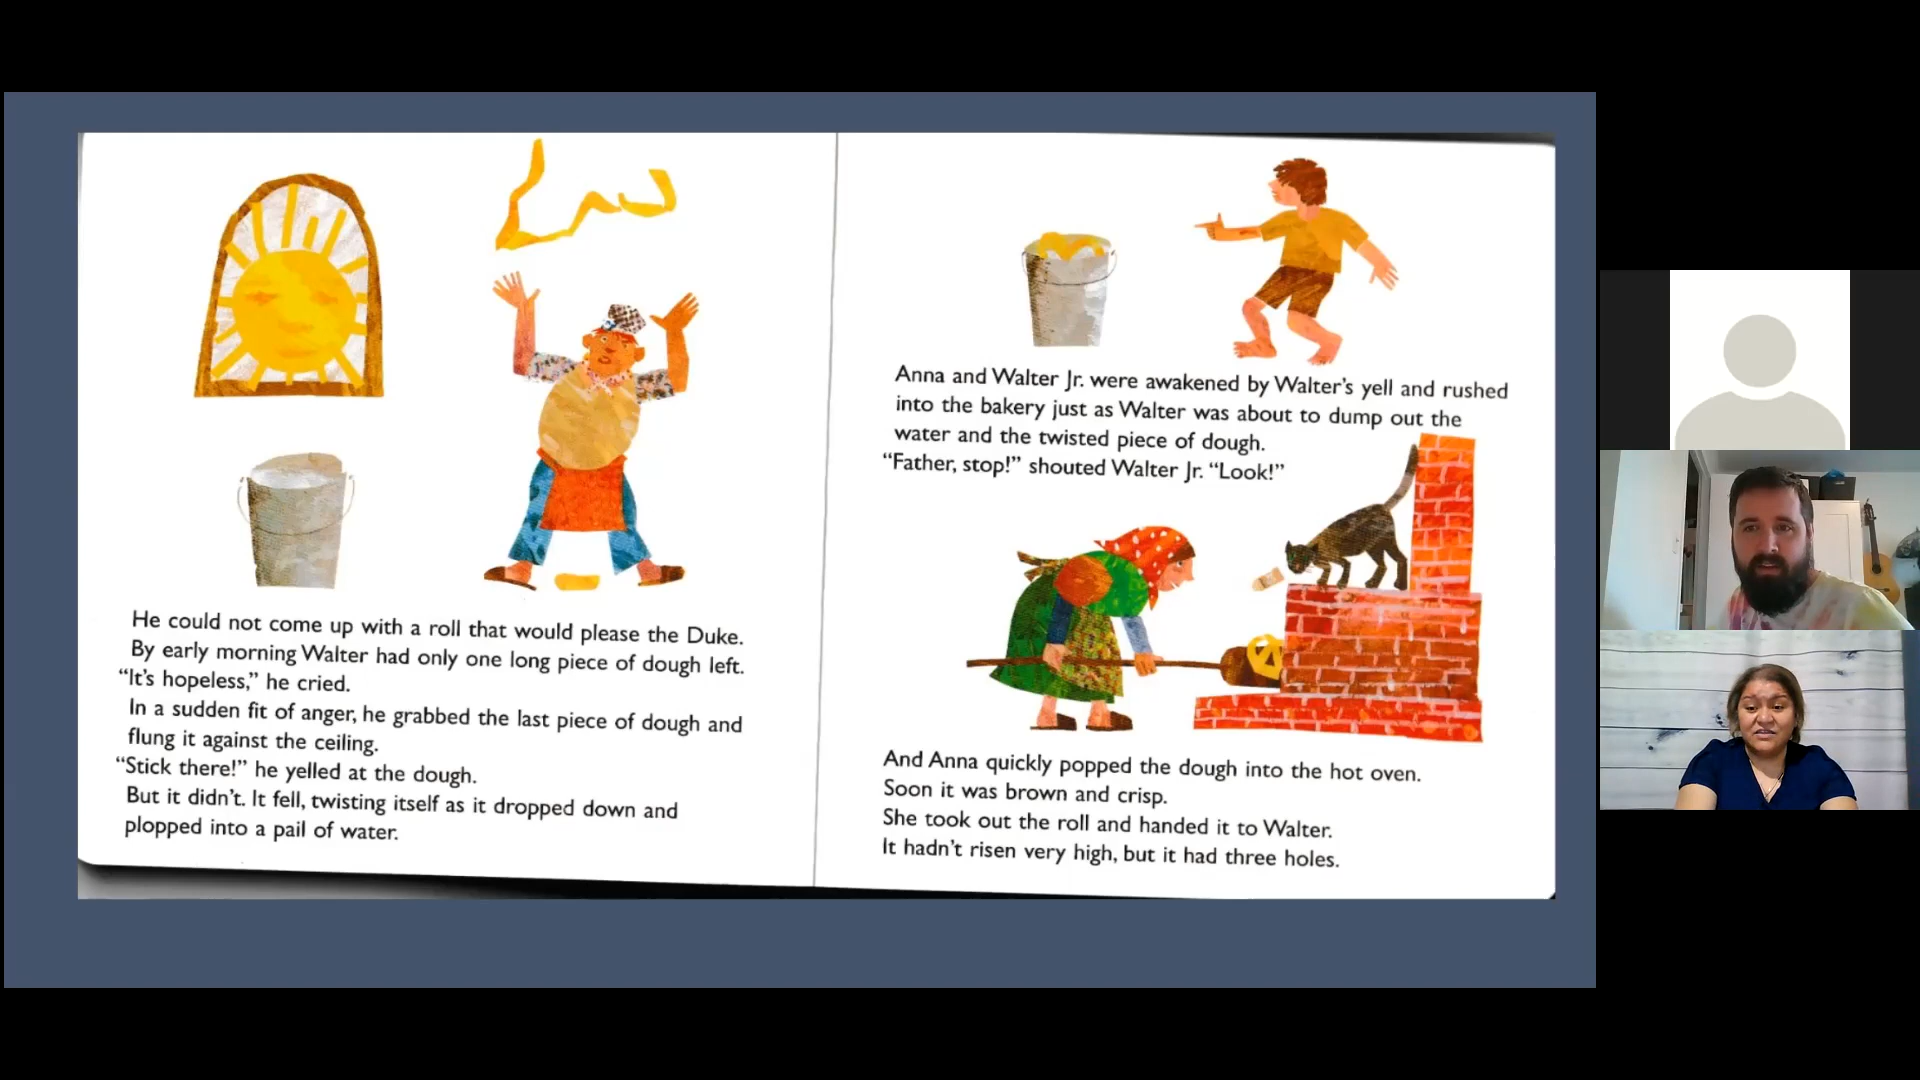 He could not come up with a roll that would please the Duke.
By early morning Walter had only one long piece of dough left.
“It’s hopeless,” he cried.
In a sudden fit of anger, he grabbed the last piece of dough and
flung it against the ceiling.
“Stick there!” he yelled at the dough.
But it didn’t. It fell, twisting itself as it dropped down and
plopped into a pail of water.
Anna and Walter Jr. were awakened by Walter’s yell and rushed
into the bakery just as Walter was about to dump out the
water and the twisted piece of dough.
“Father, stop!” shouted Walter Jr. “Look!”
And Anna quickly popped the dough into the hot oven.
Soon it was brown and crisp.
She took out the roll and handed it to Walter.
It hadn’t risen very high, but it had three holes.